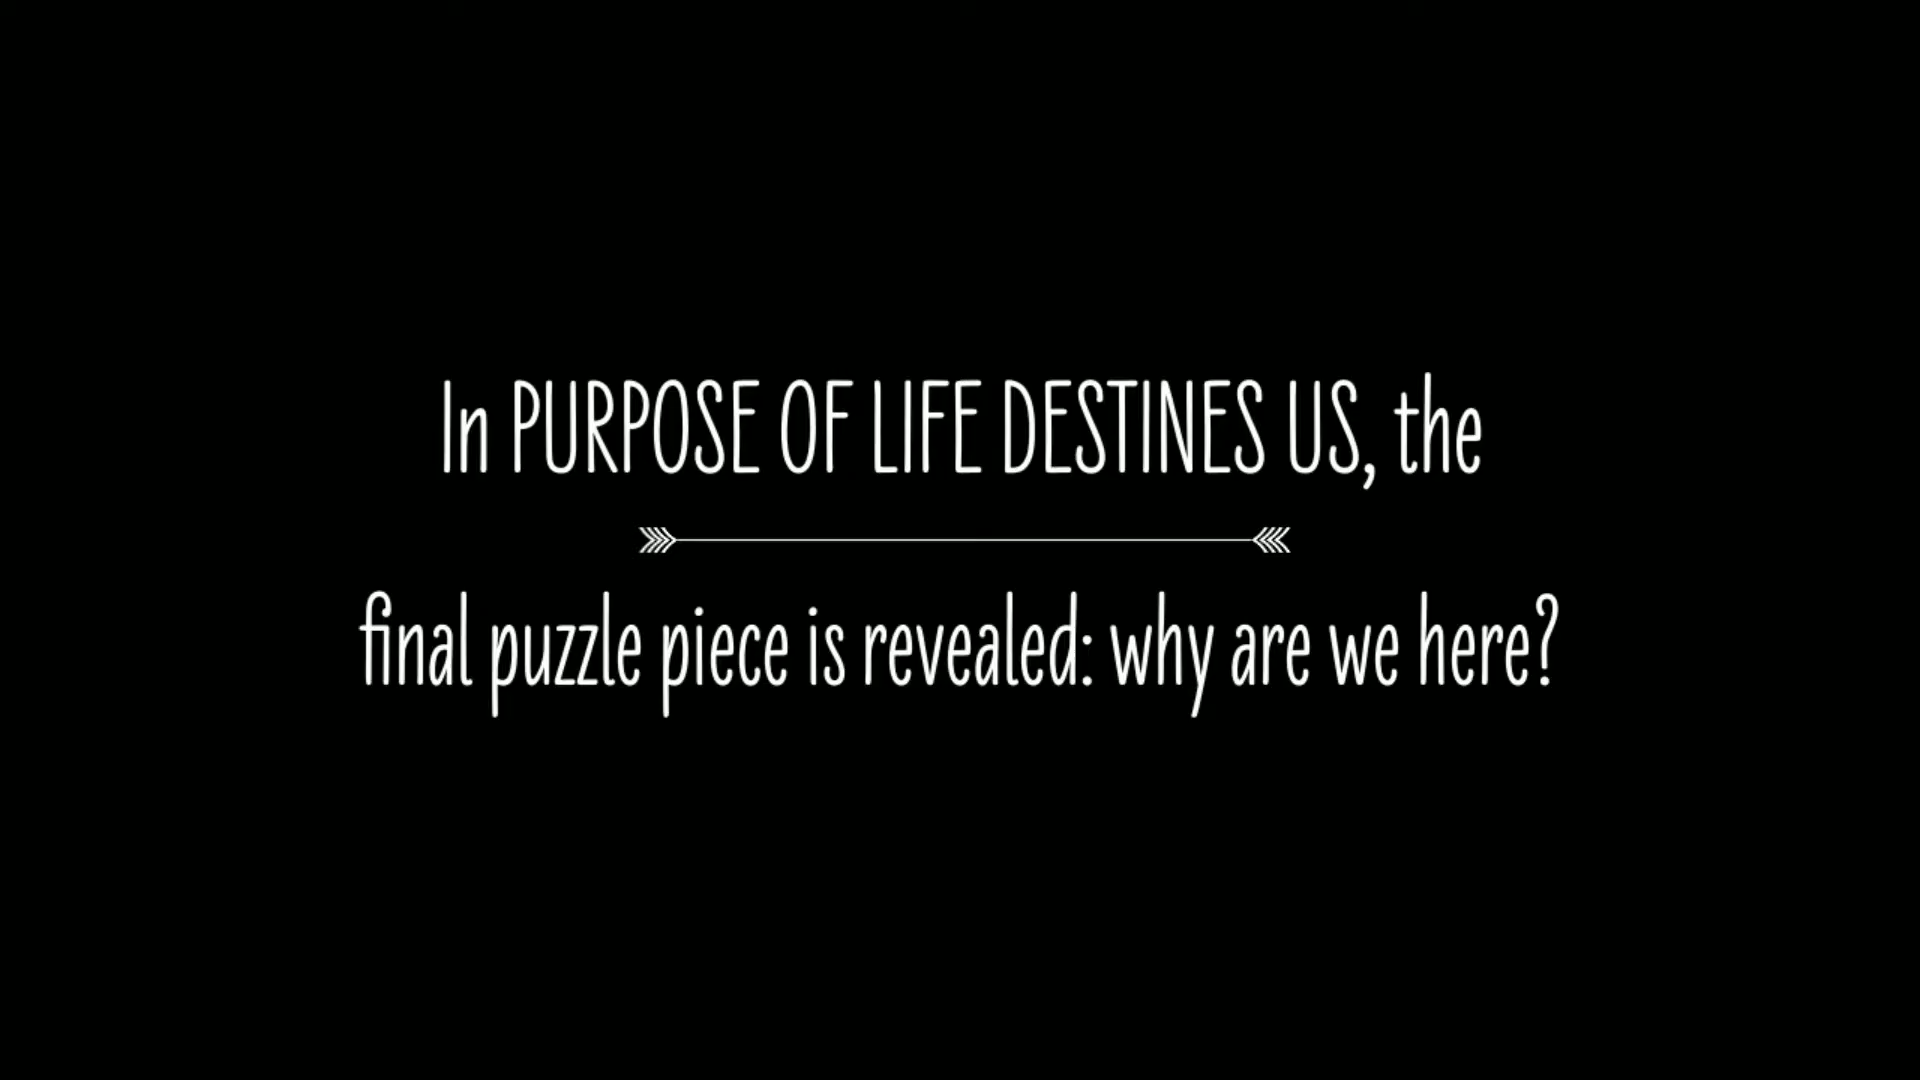 In PURPOSE OF LIFE DESTINES US, the
final puzzle piece is revealed: why are we here?